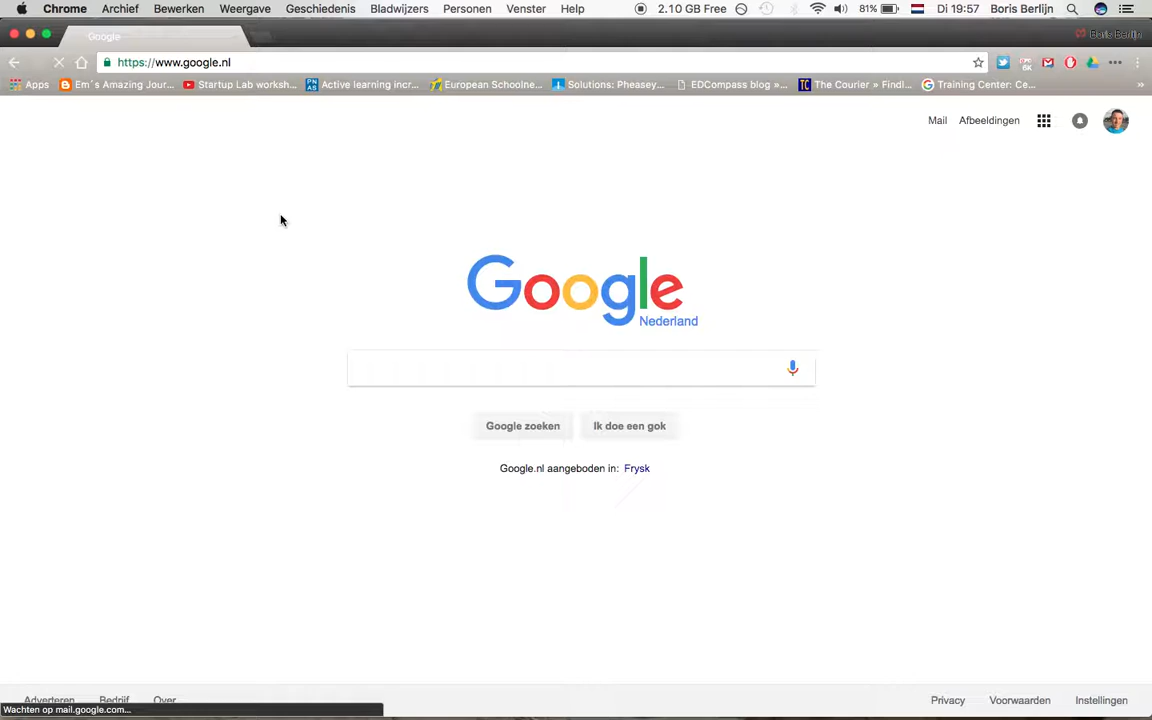 Chrome Archief Bewerken Weergave Geschiedenis Bladwijzers Personen Venster Help 2.10 GB Free 81% Di 19:57 Boris Berlijn
Google Boris Berlijn
https://www.google.nl
Apps Em´s Amazing Jour... Startup Lab worksh... Active learning incr... European Schoolne... Solutions: Pheasey... EDCompass blog »... The Courier » Findi... Training Center: Ce... »
Mail Afbeeldingen
Google
Nederland
Google zoeken Ik doe een gok
Google.nl aangeboden in: Frysk
Adverteren Bedrijf Over Privacy Voorwaarden Instellingen
Wachten op mail.google.com...